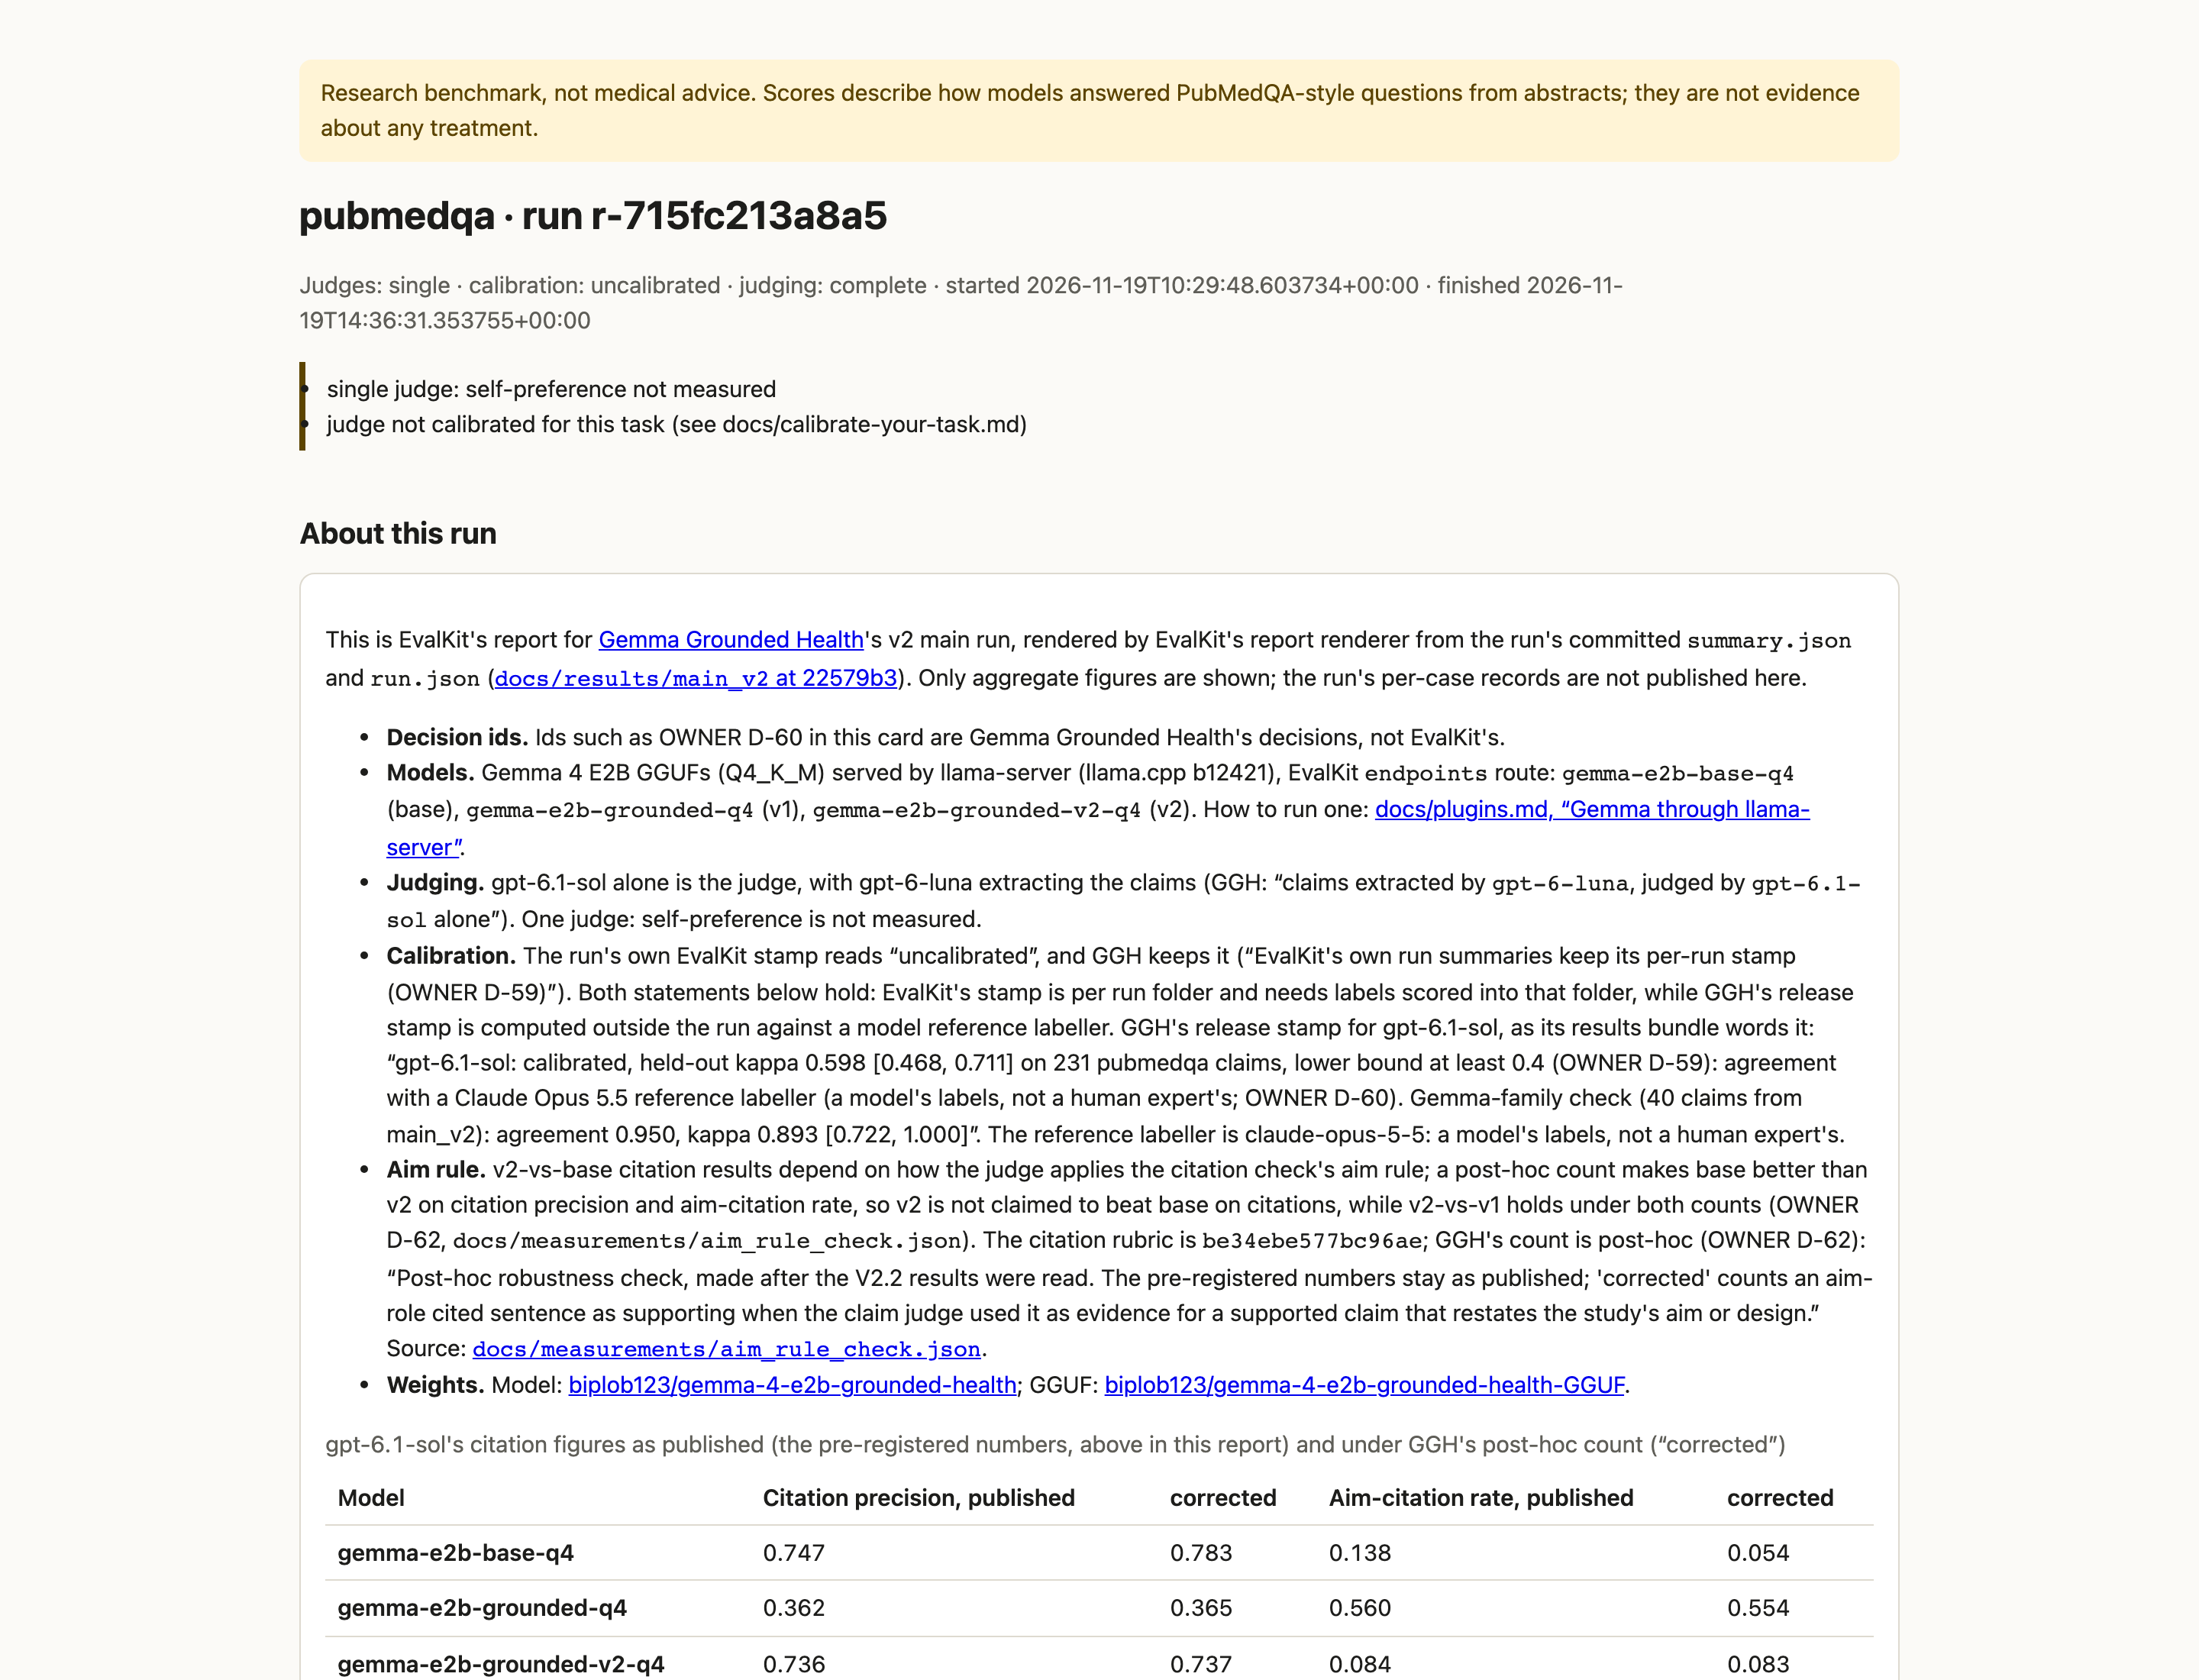 Research benchmark, not medical advice. Scores describe how models answered PubMedQA-style questions from abstracts; they are not evidence
about any treatment.
pubmedqa · run r-715fc213a8a5
Judges: single · calibration: uncalibrated · judging: complete · started 2026-11-19T10:29:48.603734+00:00 · finished 2026-11-
19T14:36:31.353755+00:00
• single judge: self-preference not measured
• judge not calibrated for this task (see docs/calibrate-your-task.md)
About this run
This is EvalKit's report for Gemma Grounded Health's v2 main run, rendered by EvalKit's report renderer from the run's committed summary.json
and run.json (docs/results/main_v2 at 22579b3). Only aggregate figures are shown; the run's per-case records are not published here.
• Decision ids. Ids such as OWNER D-60 in this card are Gemma Grounded Health's decisions, not EvalKit's.
• Models. Gemma 4 E2B GGUFs (Q4_K_M) served by llama-server (llama.cpp b12421), EvalKit endpoints route: gemma-e2b-base-q4
(base), gemma-e2b-grounded-q4 (v1), gemma-e2b-grounded-v2-q4 (v2). How to run one: docs/plugins.md, “Gemma through llama-
server”.
• Judging. gpt-6.1-sol alone is the judge, with gpt-6-luna extracting the claims (GGH: “claims extracted by gpt-6-luna, judged by gpt-6.1-
sol alone”). One judge: self-preference is not measured.
• Calibration. The run's own EvalKit stamp reads “uncalibrated”, and GGH keeps it (“EvalKit's own run summaries keep its per-run stamp
(OWNER D-59)”). Both statements below hold: EvalKit's stamp is per run folder and needs labels scored into that folder, while GGH's release
stamp is computed outside the run against a model reference labeller. GGH's release stamp for gpt-6.1-sol, as its results bundle words it:
“gpt-6.1-sol: calibrated, held-out kappa 0.598 [0.468, 0.711] on 231 pubmedqa claims, lower bound at least 0.4 (OWNER D-59): agreement
with a Claude Opus 5.5 reference labeller (a model's labels, not a human expert's; OWNER D-60). Gemma-family check (40 claims from
main_v2): agreement 0.950, kappa 0.893 [0.722, 1.000]”. The reference labeller is claude-opus-5-5: a model's labels, not a human expert's.
• Aim rule. v2-vs-base citation results depend on how the judge applies the citation check's aim rule; a post-hoc count makes base better than
v2 on citation precision and aim-citation rate, so v2 is not claimed to beat base on citations, while v2-vs-v1 holds under both counts (OWNER
D-62, docs/measurements/aim_rule_check.json). The citation rubric is be34ebe577bc96ae; GGH's count is post-hoc (OWNER D-62):
“Post-hoc robustness check, made after the V2.2 results were read. The pre-registered numbers stay as published; 'corrected' counts an aim-
role cited sentence as supporting when the claim judge used it as evidence for a supported claim that restates the study's aim or design.”
Source: docs/measurements/aim_rule_check.json.
• Weights. Model: biplob123/gemma-4-e2b-grounded-health; GGUF: biplob123/gemma-4-e2b-grounded-health-GGUF.
gpt-6.1-sol's citation figures as published (the pre-registered numbers, above in this report) and under GGH's post-hoc count (“corrected”)
Model Citation precision, published corrected Aim-citation rate, published corrected
gemma-e2b-base-q4 0.747 0.783 0.138 0.054
gemma-e2b-grounded-q4 0.362 0.365 0.560 0.554
gemma-e2b-grounded-v2-q4 0.736 0.737 0.084 0.083